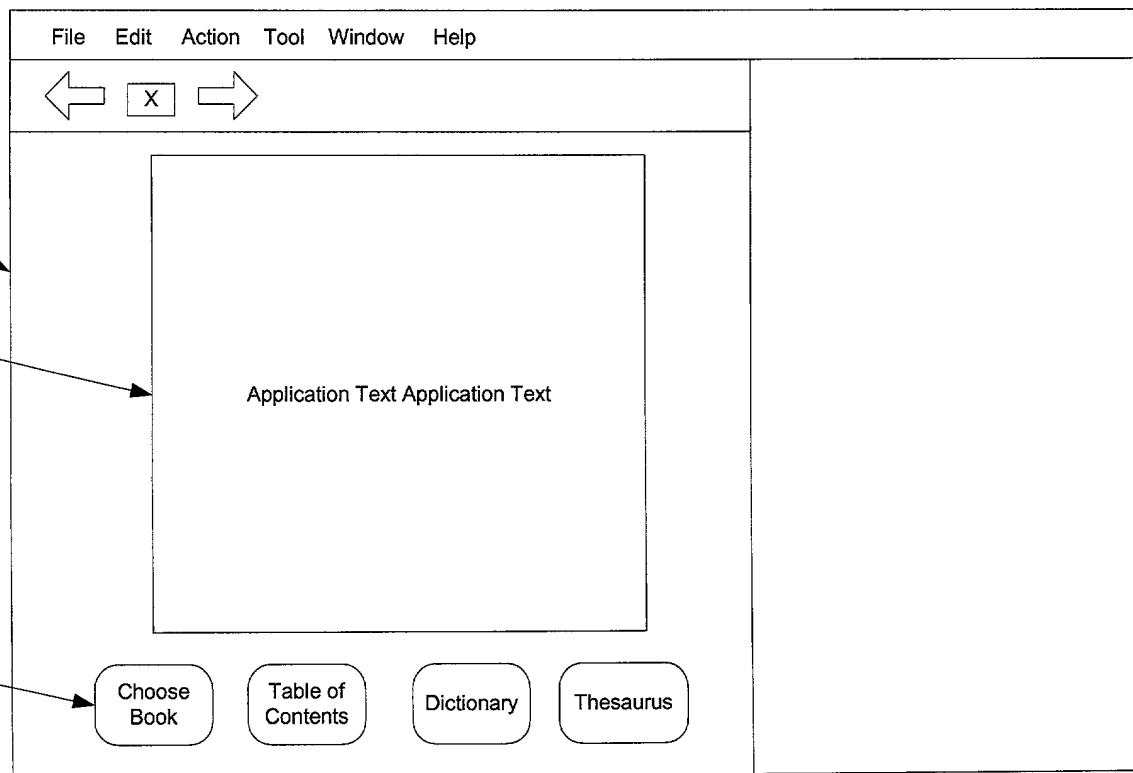 File Edit Action Tool Window Help
X
Application Text Application Text
Choose
Book
Table of
Contents
Dictionary
Thesaurus